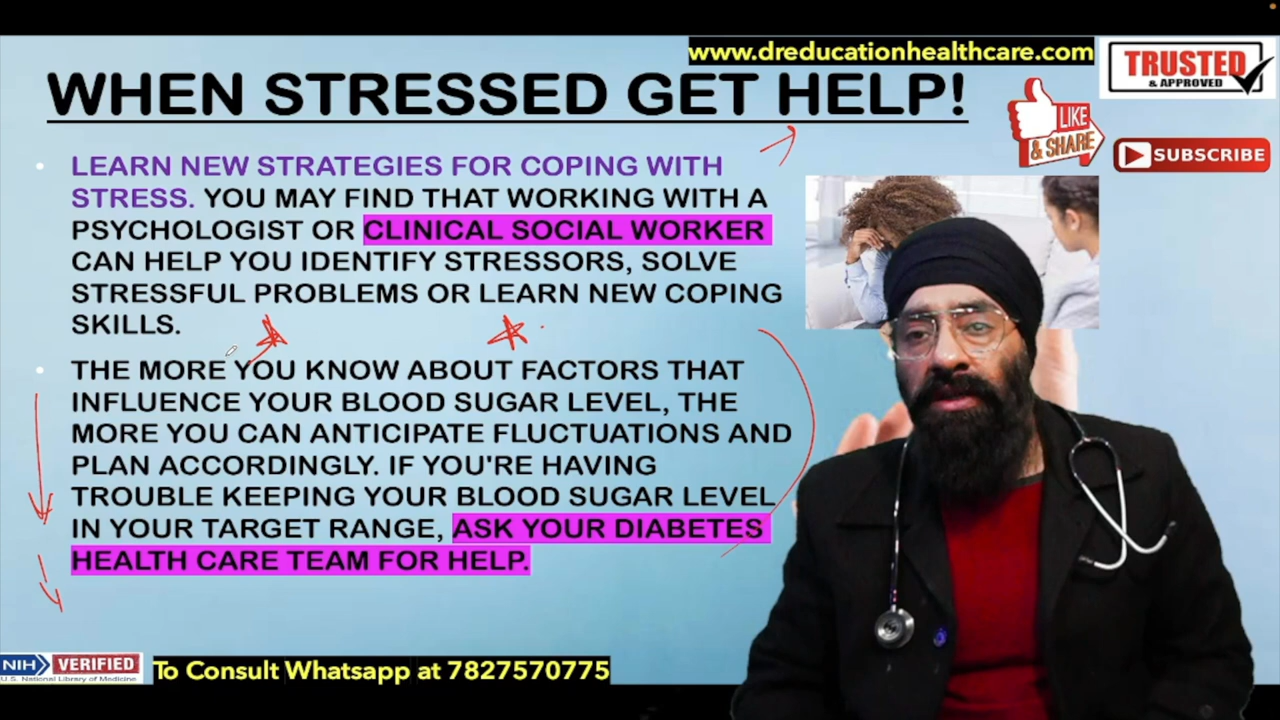 www.dreducationhealthcare.com
TRUSTED
& APPROVED
WHEN STRESSED GET HELP!
LIKE
& SHARE
SUBSCRIBE
• LEARN NEW STRATEGIES FOR COPING WITH
STRESS. YOU MAY FIND THAT WORKING WITH A
PSYCHOLOGIST OR CLINICAL SOCIAL WORKER
CAN HELP YOU IDENTIFY STRESSORS, SOLVE
STRESSFUL PROBLEMS OR LEARN NEW COPING
SKILLS.
• THE MORE YOU KNOW ABOUT FACTORS THAT
INFLUENCE YOUR BLOOD SUGAR LEVEL, THE
MORE YOU CAN ANTICIPATE FLUCTUATIONS AND
PLAN ACCORDINGLY. IF YOU'RE HAVING
TROUBLE KEEPING YOUR BLOOD SUGAR LEVEL
IN YOUR TARGET RANGE, ASK YOUR DIABETES
HEALTH CARE TEAM FOR HELP.
NIH VERIFIED
U.S. National Library of Medicine
To Consult Whatsapp at 7827570775